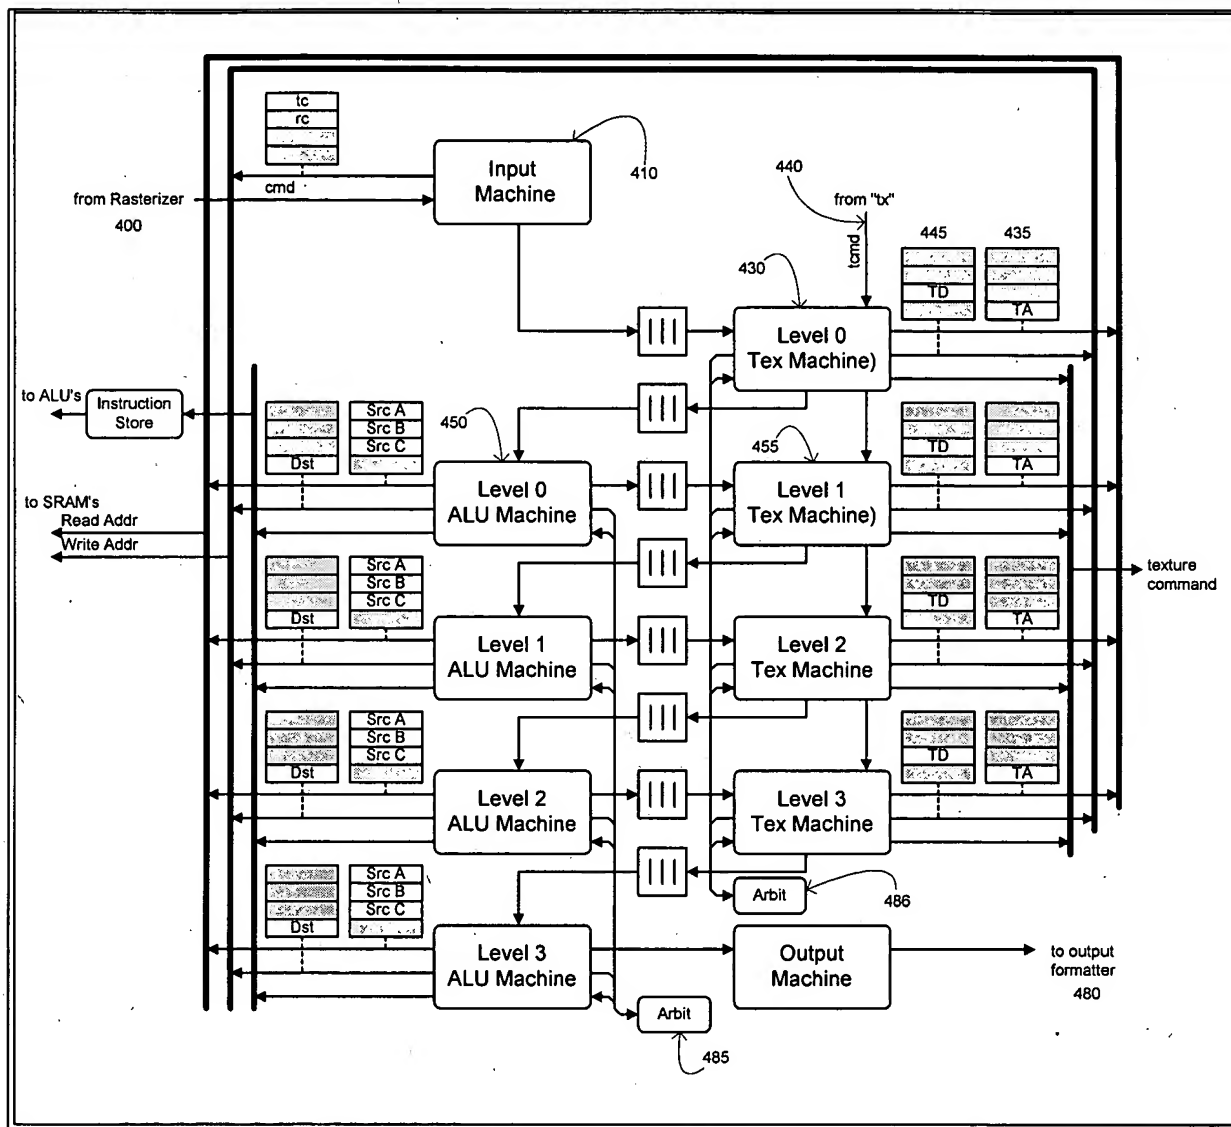 tc
rc
cmd
from Rasterizer
400
Input
Machine
410
440
from "tx"
tcmd
445
435
430
TD
TA
Level 0
Tex Machine)
to ALU's
Instruction
Store
Src A
Src B
Src C
Dst
450
Level 0
ALU Machine
455
Level 1
Tex Machine)
TD
TA
to SRAM's
Read Addr
Write Addr
texture
command
Src A
Src B
Src C
Dst
Level 1
ALU Machine
Level 2
Tex Machine
TD
TA
Src A
Src B
Src C
Dst
Level 2
ALU Machine
Level 3
Tex Machine
TD
TA
Src A
Src B
Src C
Dst
Arbit
486
Level 3
ALU Machine
Output
Machine
to output
formatter
480
Arbit
485